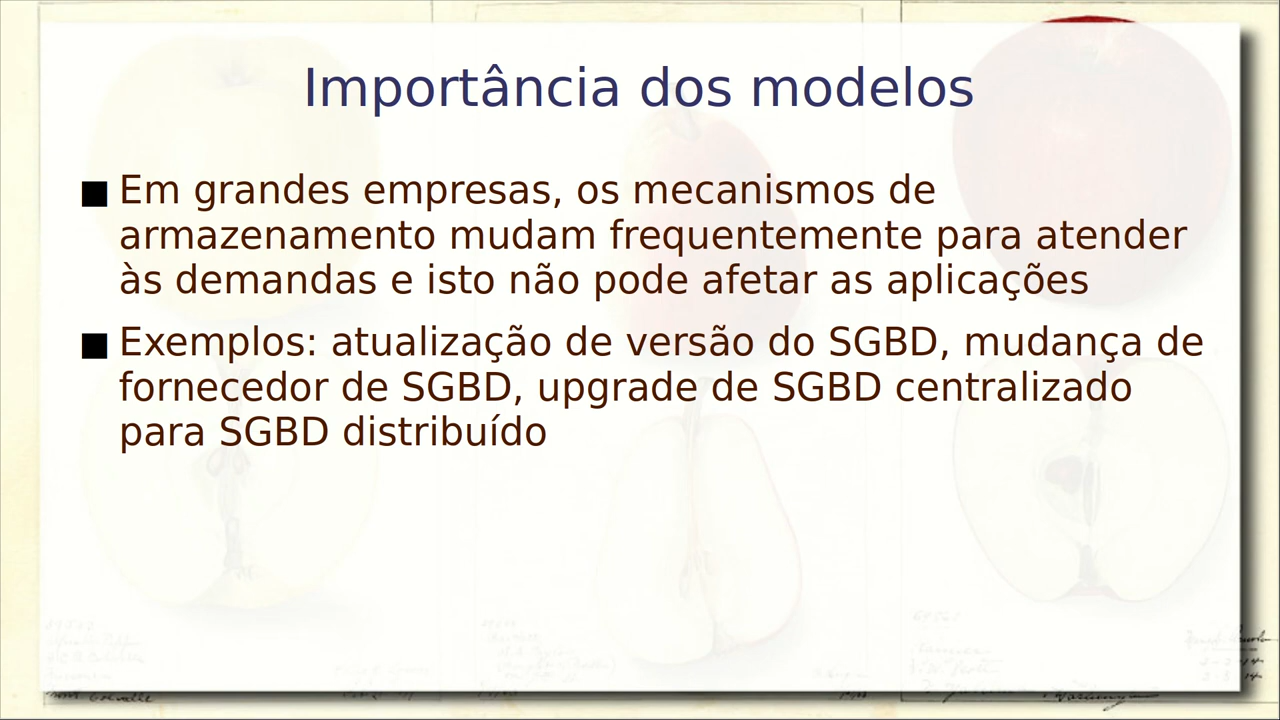 Importância dos modelos
■ Em grandes empresas, os mecanismos de
armazenamento mudam frequentemente para atender
às demandas e isto não pode afetar as aplicações
■ Exemplos: atualização de versão do SGBD, mudança de
fornecedor de SGBD, upgrade de SGBD centralizado
para SGBD distribuído